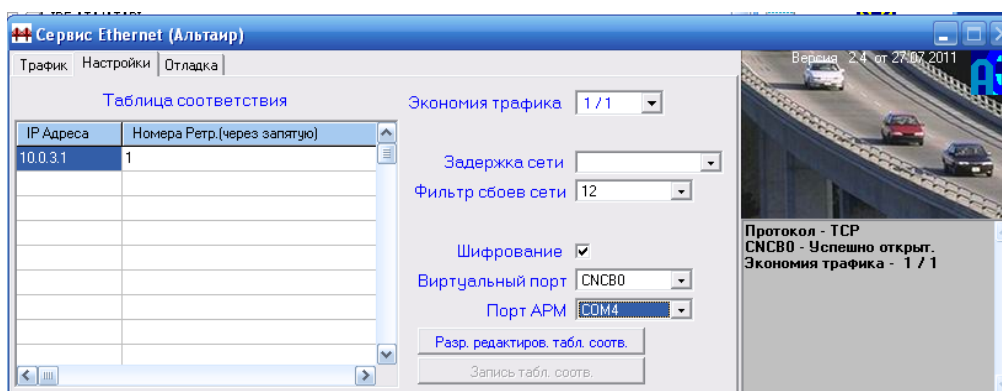 Сервис Ethernet (Альтаир)
Трафик Настройки Отладка
Версия 2.4 от 27.07.2011
Таблица соответствия
Экономия трафика 1 / 1
IP Адреса Номера Ретр.(через запятую)
10.0.3.1 1
Задержка сети
Фильтр сбоев сети 12
Протокол - TCP
CNCB0 - Успешно открыт.
Экономия трафика - 1 / 1
Шифрование
Виртуальный порт CNCB0
Порт АРМ COM4
Разр. редактиров. табл. соотв.
Запись табл. соотв.